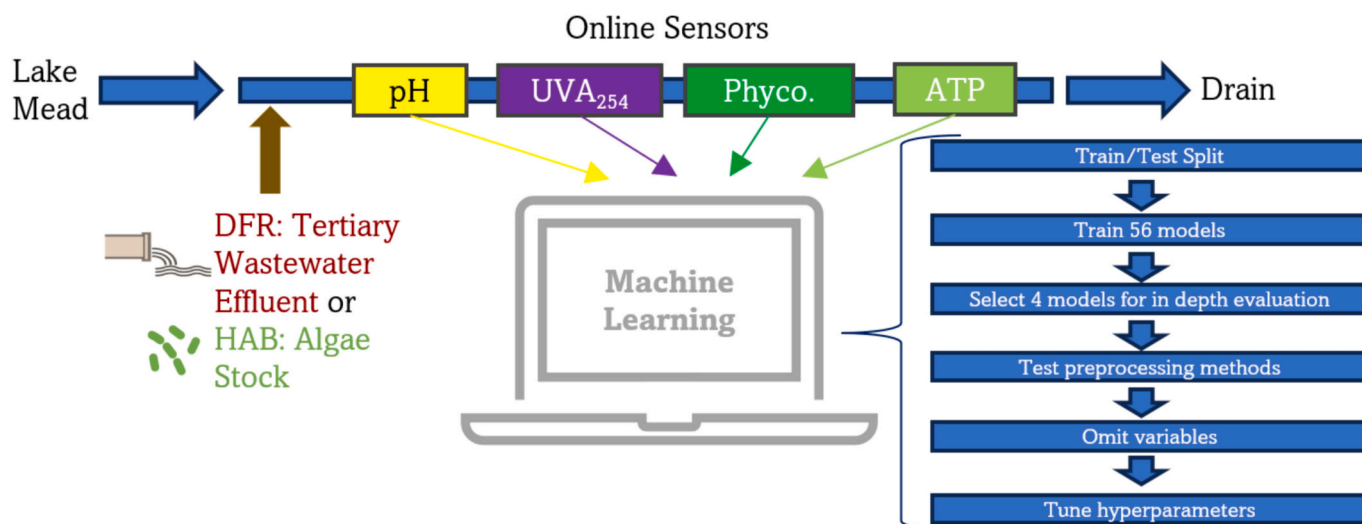 Online Sensors
Lake
Mead
pH
UVA254
Phyco.
ATP
Drain
DFR: Tertiary
Wastewater
Effluent or
HAB: Algae
Stock
Machine
Learning
Train/Test Split
Train 56 models
Select 4 models for in depth evaluation
Test preprocessing methods
Omit variables
Tune hyperparameters